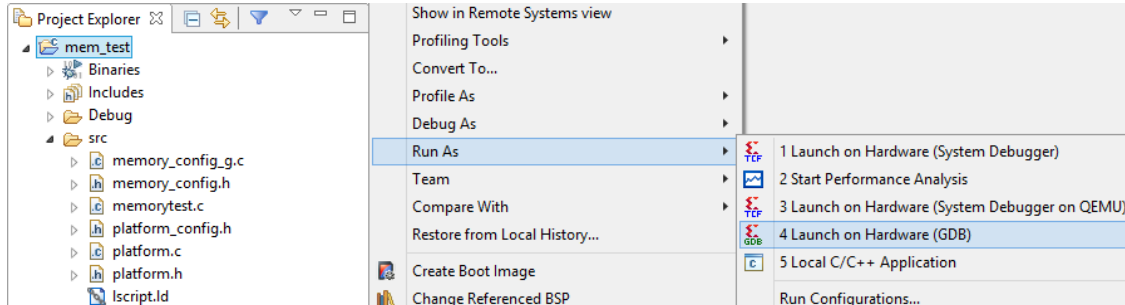 Project Explorer
mem_test
Binaries
Includes
Debug
src
memory_config_g.c
memory_config.h
memorytest.c
platform_config.h
platform.c
platform.h
lscript.ld
Show in Remote Systems view
Profiling Tools
Convert To...
Profile As
Debug As
Run As
Team
Compare With
Restore from Local History...
Create Boot Image
Change Referenced BSP
TCF 1 Launch on Hardware (System Debugger)
2 Start Performance Analysis
TCF 3 Launch on Hardware (System Debugger on QEMU)
GDB 4 Launch on Hardware (GDB)
c 5 Local C/C++ Application
Run Configurations...